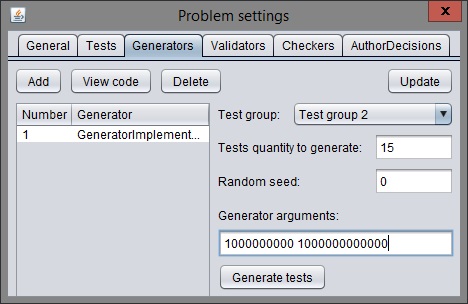 Problem settings
General Tests Generators Validators Checkers AuthorDecisions
Add View code Delete Update
Number Generator
1 GeneratorImplement...
Test group: Test group 2
Tests quantity to generate: 15
Random seed: 0
Generator arguments:
1000000000 1000000000000
Generate tests